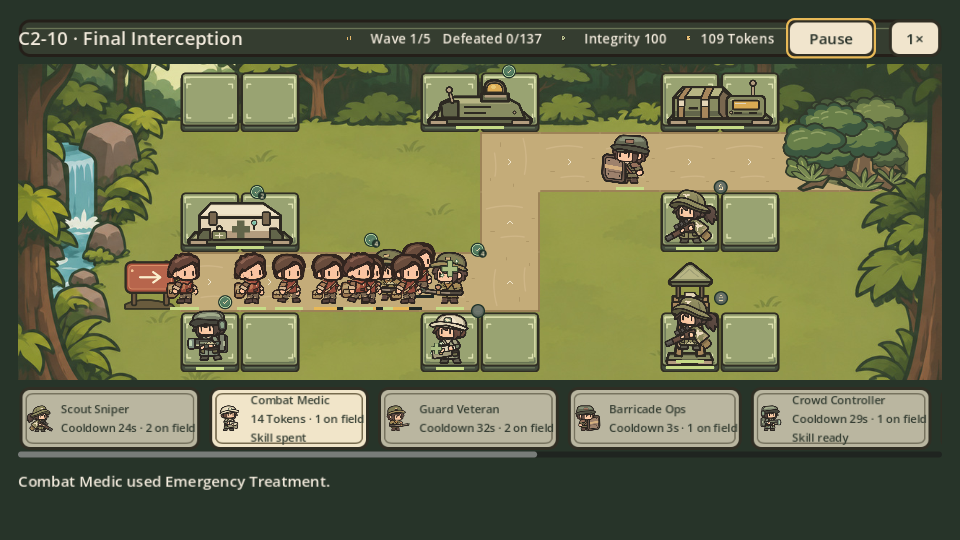 C2-10 · Final Interception
Wave 1/5 Defeated 0/137 Integrity 100 109 Tokens
Pause
1×
Scout Sniper
Cooldown 24s · 2 on field
Combat Medic
14 Tokens · 1 on field
Skill spent
Guard Veteran
Cooldown 32s · 2 on field
Barricade Ops
Cooldown 3s · 1 on field
Crowd Controller
Cooldown 29s · 1 on field
Skill ready
Combat Medic used Emergency Treatment.